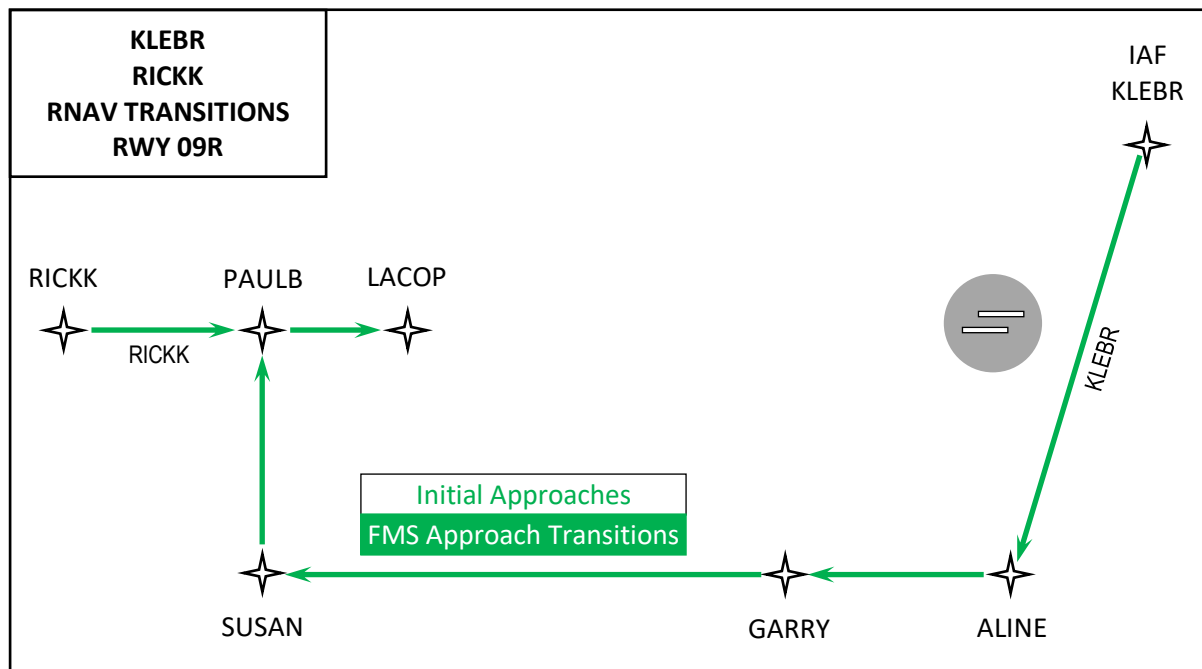 KLEBR
RICKK
RNAV TRANSITIONS
RWY 09R
IAF
KLEBR
RICKK
PAULB
LACOP
RICKK
KLEBR
Initial Approaches
FMS Approach Transitions
SUSAN
GARRY
ALINE